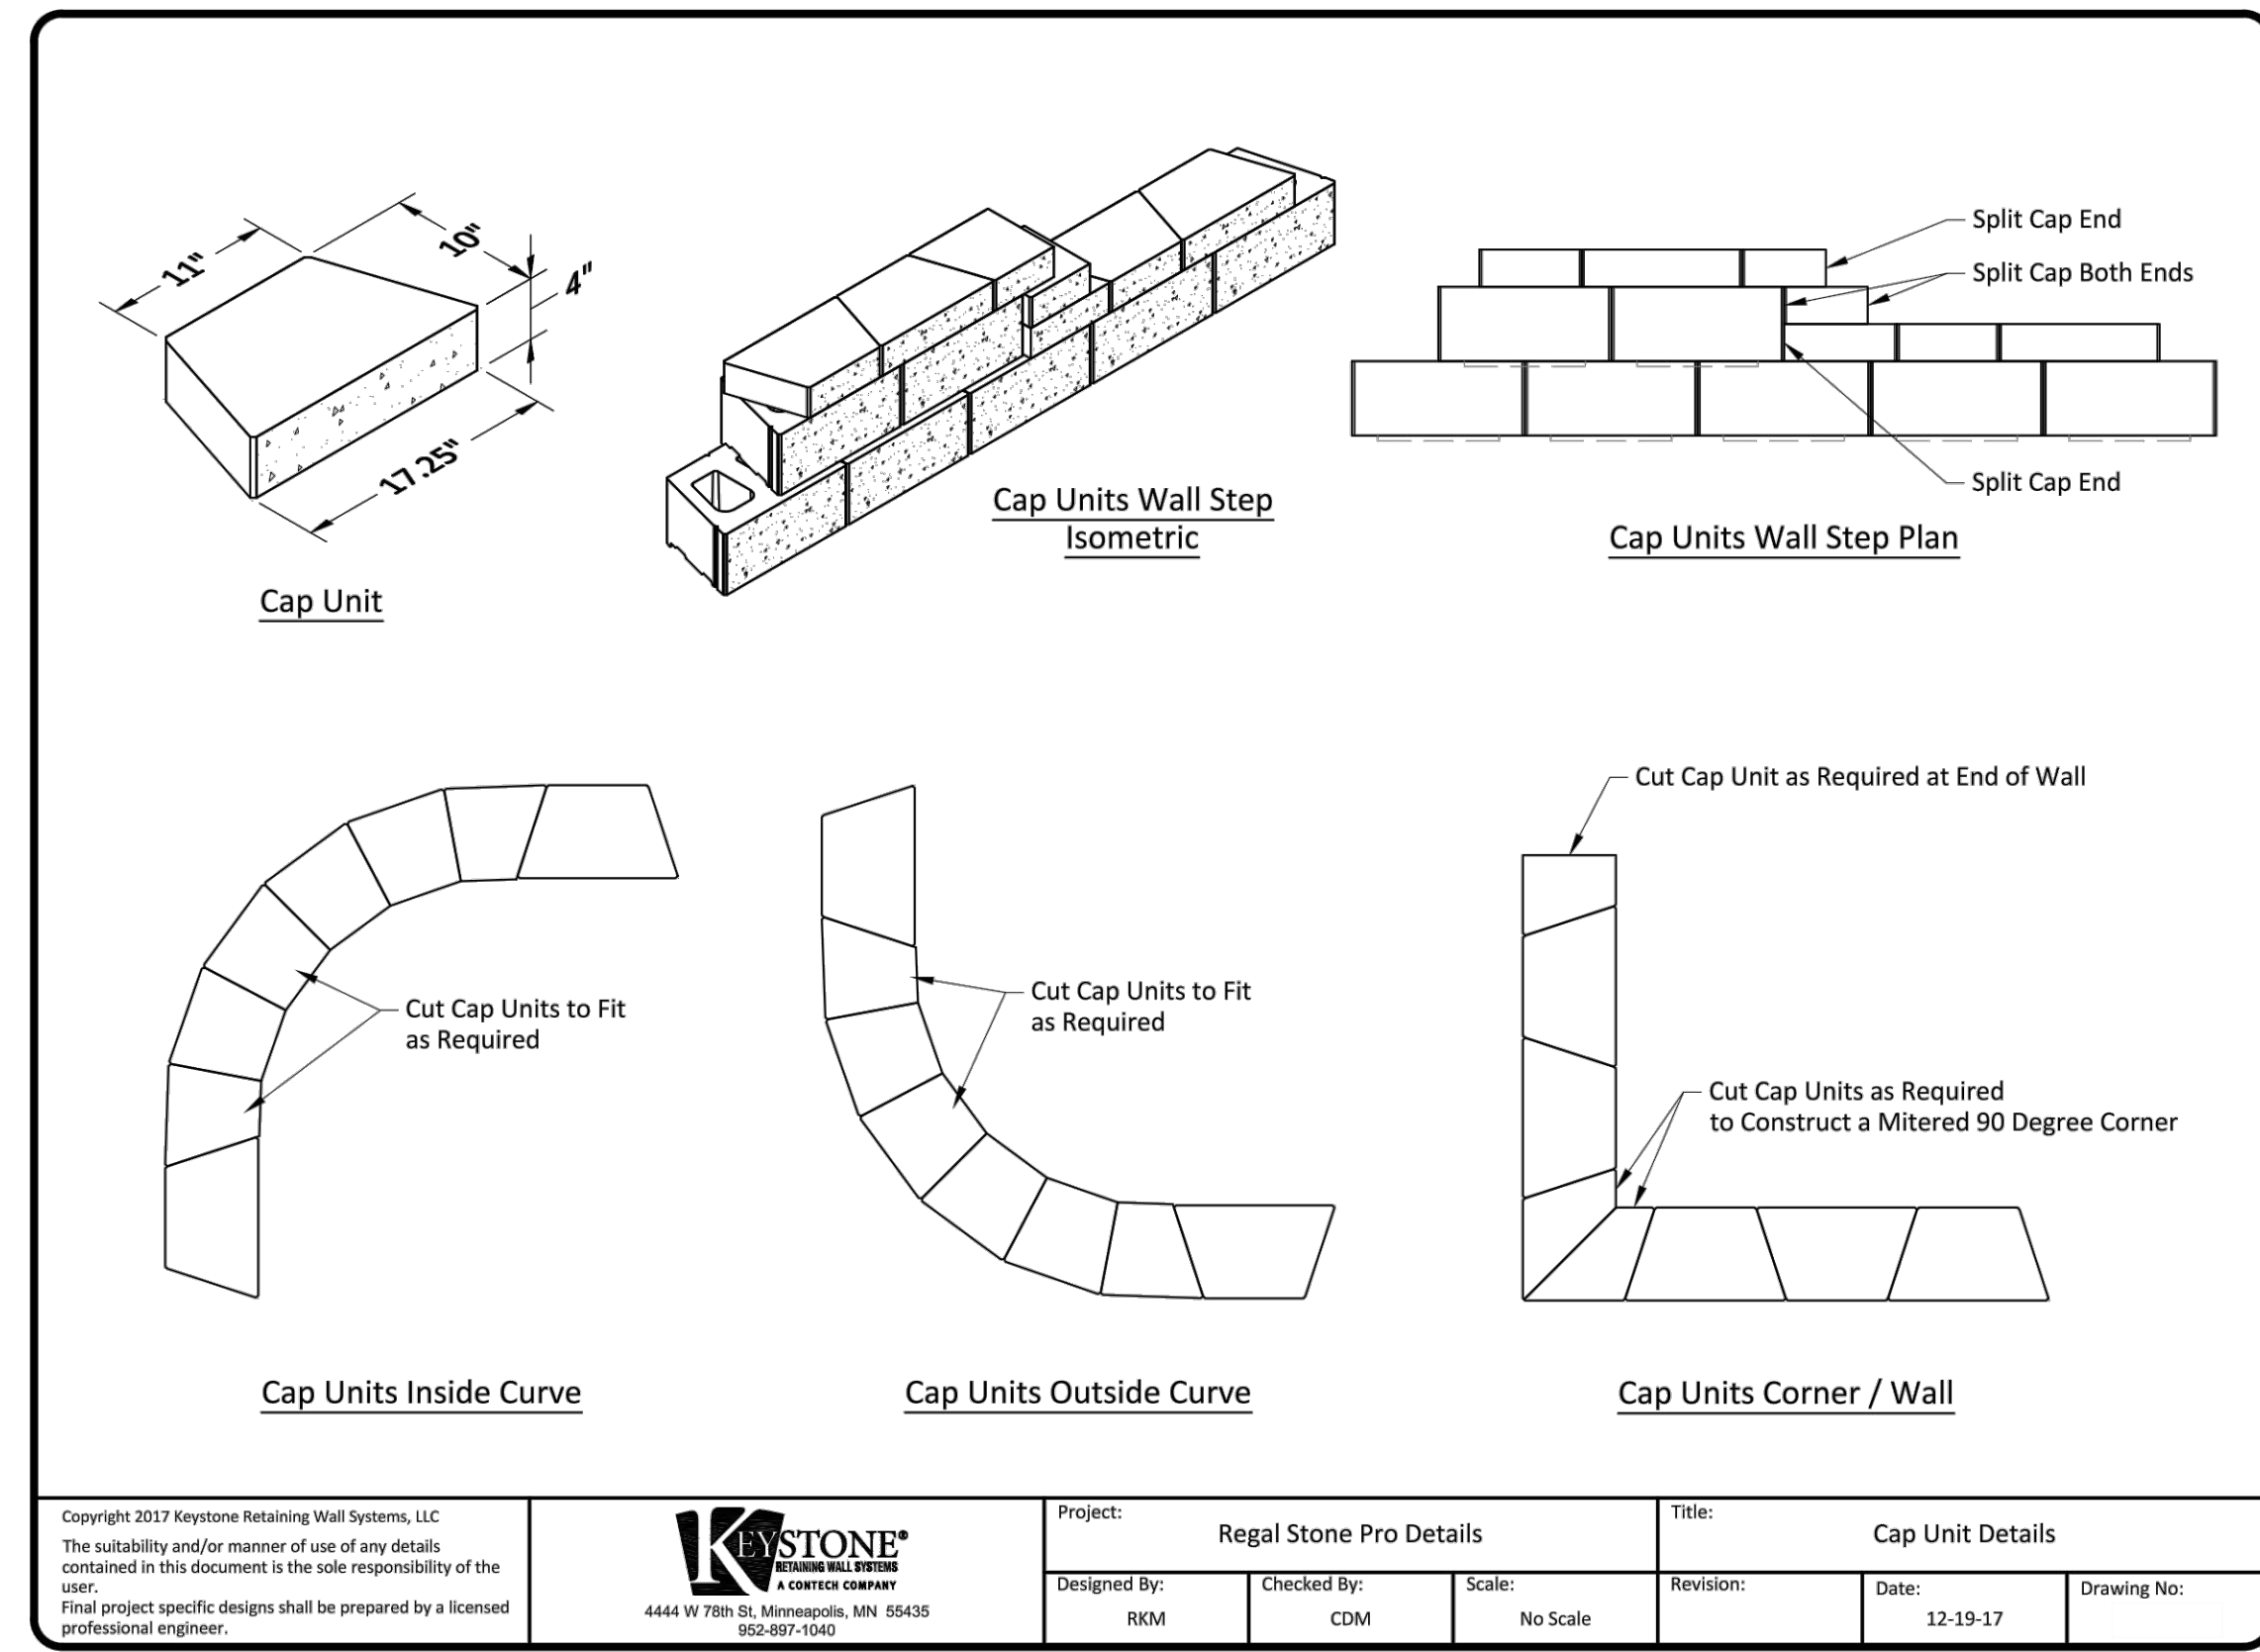 11"
10"
4"
17.25"
Cap Unit
Cap Units Wall Step
Isometric
Split Cap End
Split Cap Both Ends
Split Cap End
Cap Units Wall Step Plan
Cut Cap Units to Fit
as Required
Cap Units Inside Curve
Cut Cap Units to Fit
as Required
Cap Units Outside Curve
Cut Cap Unit as Required at End of Wall
Cut Cap Units as Required
to Construct a Mitered 90 Degree Corner
Cap Units Corner / Wall
Copyright 2017 Keystone Retaining Wall Systems, LLC
The suitability and/or manner of use of any details
contained in this document is the sole responsibility of the
user.
Final project specific designs shall be prepared by a licensed
professional engineer.
KEYSTONE®
RETAINING WALL SYSTEMS
A CONTECH COMPANY
4444 W 78th St, Minneapolis, MN 55435
952-897-1040
Project:
Regal Stone Pro Details
Title:
Cap Unit Details
Designed By:
RKM
Checked By:
CDM
Scale:
No Scale
Revision:
Date:
12-19-17
Drawing No: